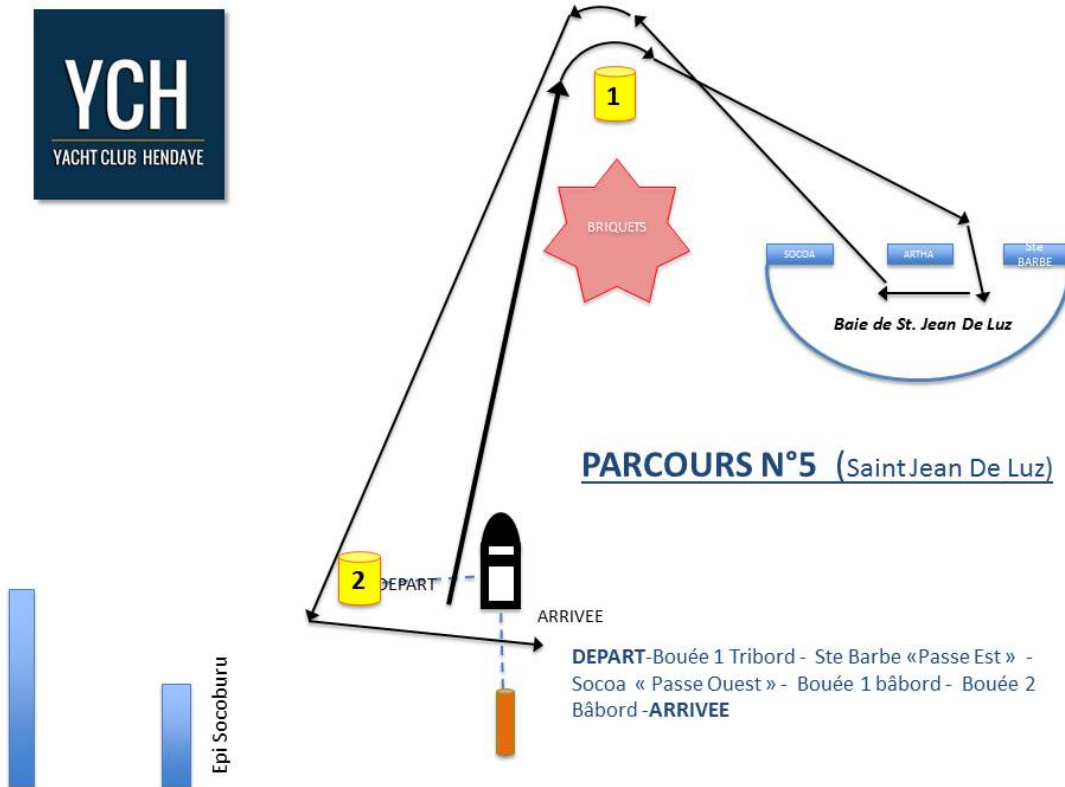 YCH
YACHT CLUB HENDAYE
1
BRIQUETS
SOCOA
ARTHA
Ste
BARBE
Baie de St. Jean De Luz
PARCOURS N°5 (Saint Jean De Luz)
2
DEPART
ARRIVEE
DEPART-Bouée 1 Tribord - Ste Barbe «Passe Est » -
Socoa « Passe Ouest » - Bouée 1 bâbord - Bouée 2
Bâbord -ARRIVEE
Epi Socoburu